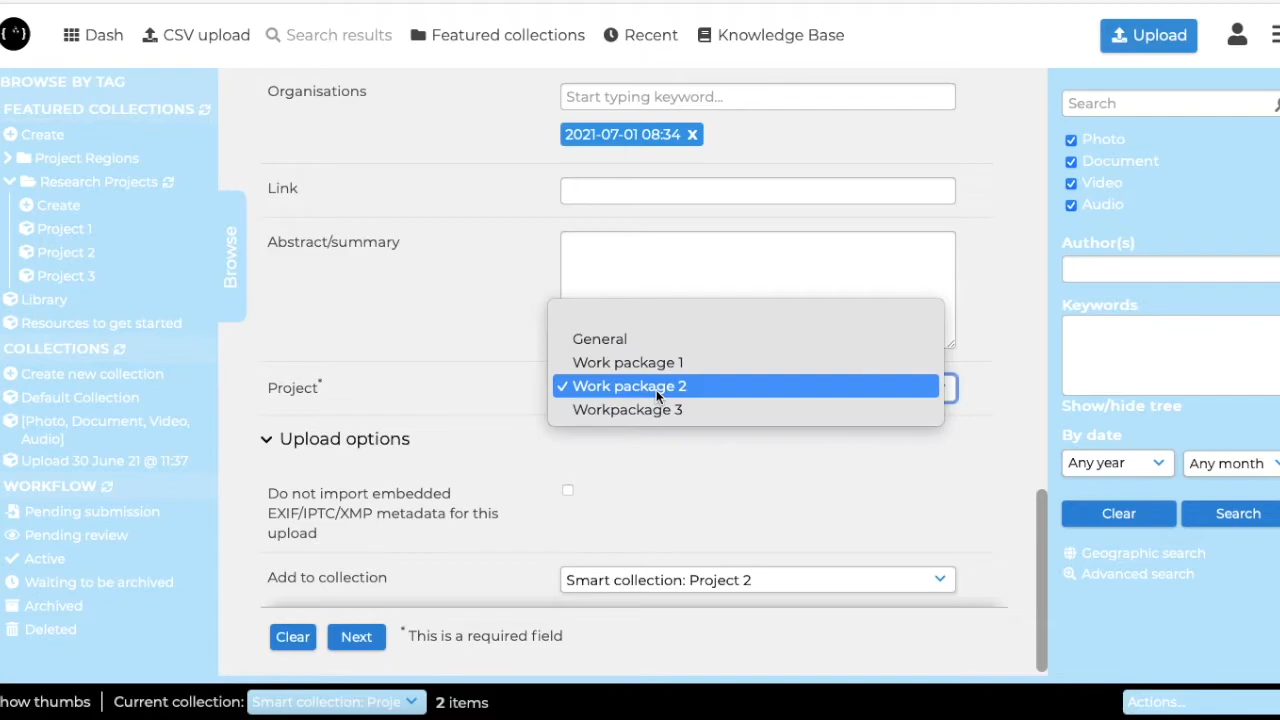 Dash
CSV upload
Search results
Featured collections
Recent
Knowledge Base
Upload
BROWSE BY TAG
FEATURED COLLECTIONS
Create
Project Regions
Research Projects
Create
Project 1
Project 2
Project 3
Library
Resources to get started
COLLECTIONS
Create new collection
Default Collection
[Photo, Document, Video,
Audio]
Upload 30 June 21 @ 11:37
WORKFLOW
Pending submission
Pending review
Active
Waiting to be archived
Archived
Deleted
Browse
Organisations
Start typing keyword...
2021-07-01 08:34 x
Link
Abstract/summary
Project*
General
Work package 1
✓ Work package 2
Workpackage 3
Upload options
Do not import embedded
EXIF/IPTC/XMP metadata for this
upload
Add to collection
Smart collection: Project 2
Clear
Next
* This is a required field
Search
Photo
Document
Video
Audio
Author(s)
Keywords
Show/hide tree
By date
Any year
Any month
Clear
Search
Geographic search
Advanced search
how thumbs
Current collection:
Smart collection: Proje
2 items
Actions...